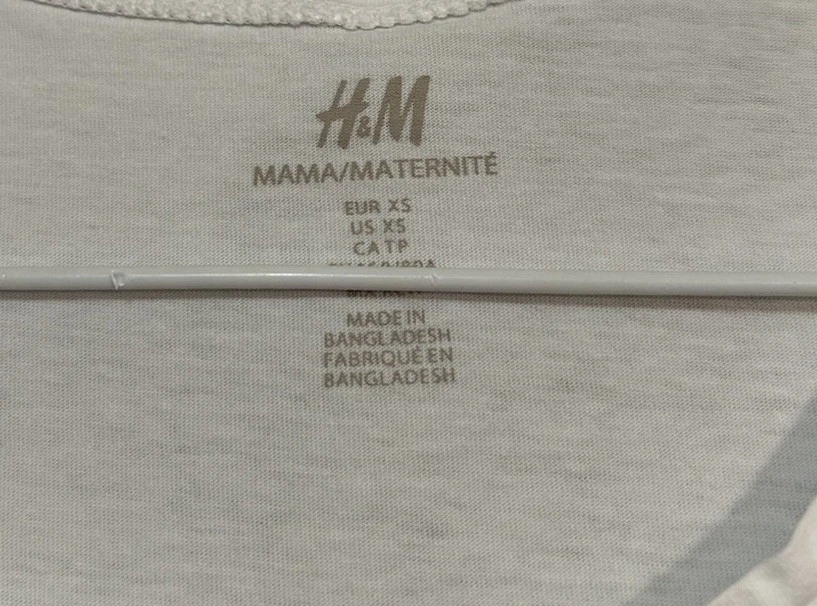 H&M
MAMA/MATERNITÉ
EUR XS
US XS
CA TP
MADE IN
BANGLADESH
FABRIQUÉ EN
BANGLADESH